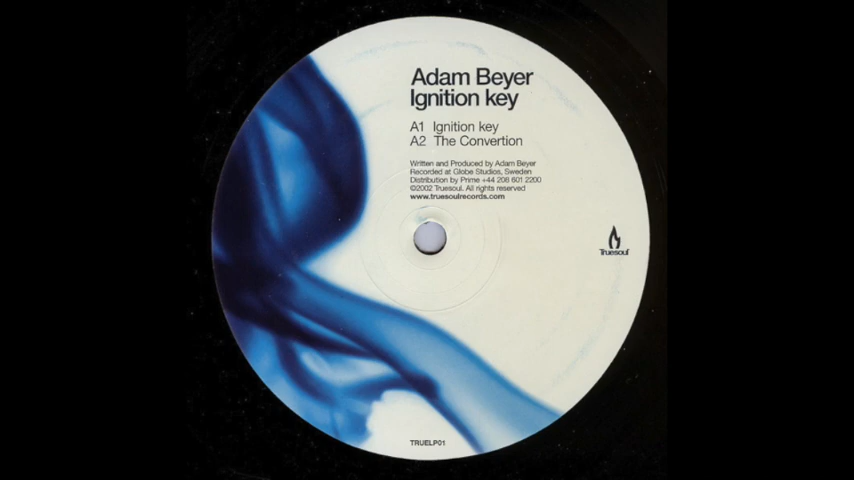 Adam Beyer
Ignition key
A1 Ignition key
A2 The Convertion
Written and Produced by Adam Beyer
Recorded at Globe Studios, Sweden
Distribution by Prime +44 208 601 2200
©2002 Truesoul. All rights reserved
www.truesoulrecords.com
Truesoul
TRUELP01